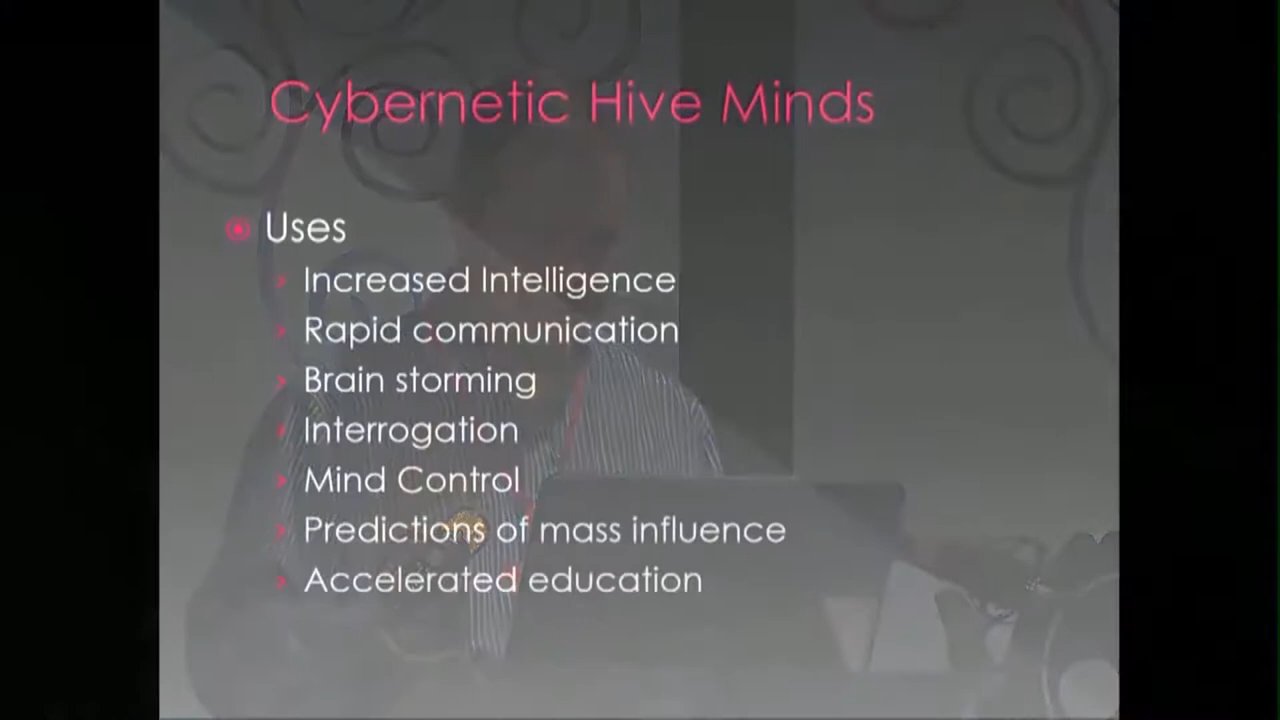 Cybernetic Hive Minds
Uses
Increased Intelligence
Rapid communication
Brain storming
Interrogation
Mind Control
Predictions of mass influence
Accelerated education